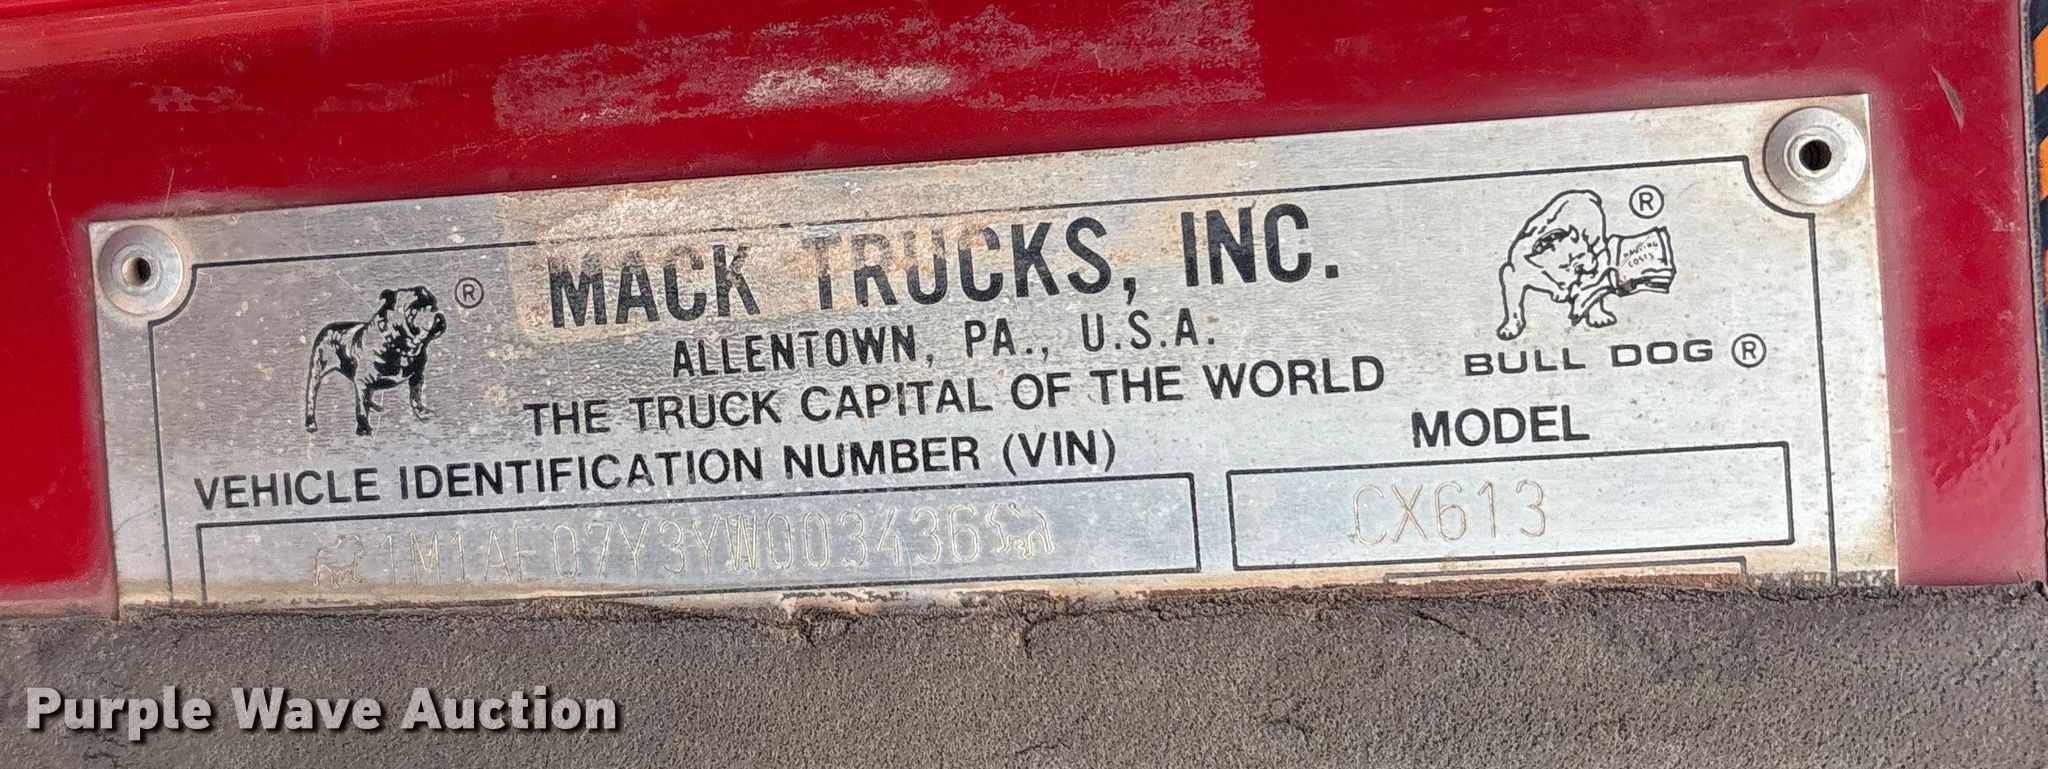 MACK TRUCKS, INC.
ALLENTOWN, PA., U.S.A.
THE TRUCK CAPITAL OF THE WORLD
®
®
BULL DOG ®
VEHICLE IDENTIFICATION NUMBER (VIN)
MODEL
1M1AE07Y3YW003436
CX613
Purple Wave Auction